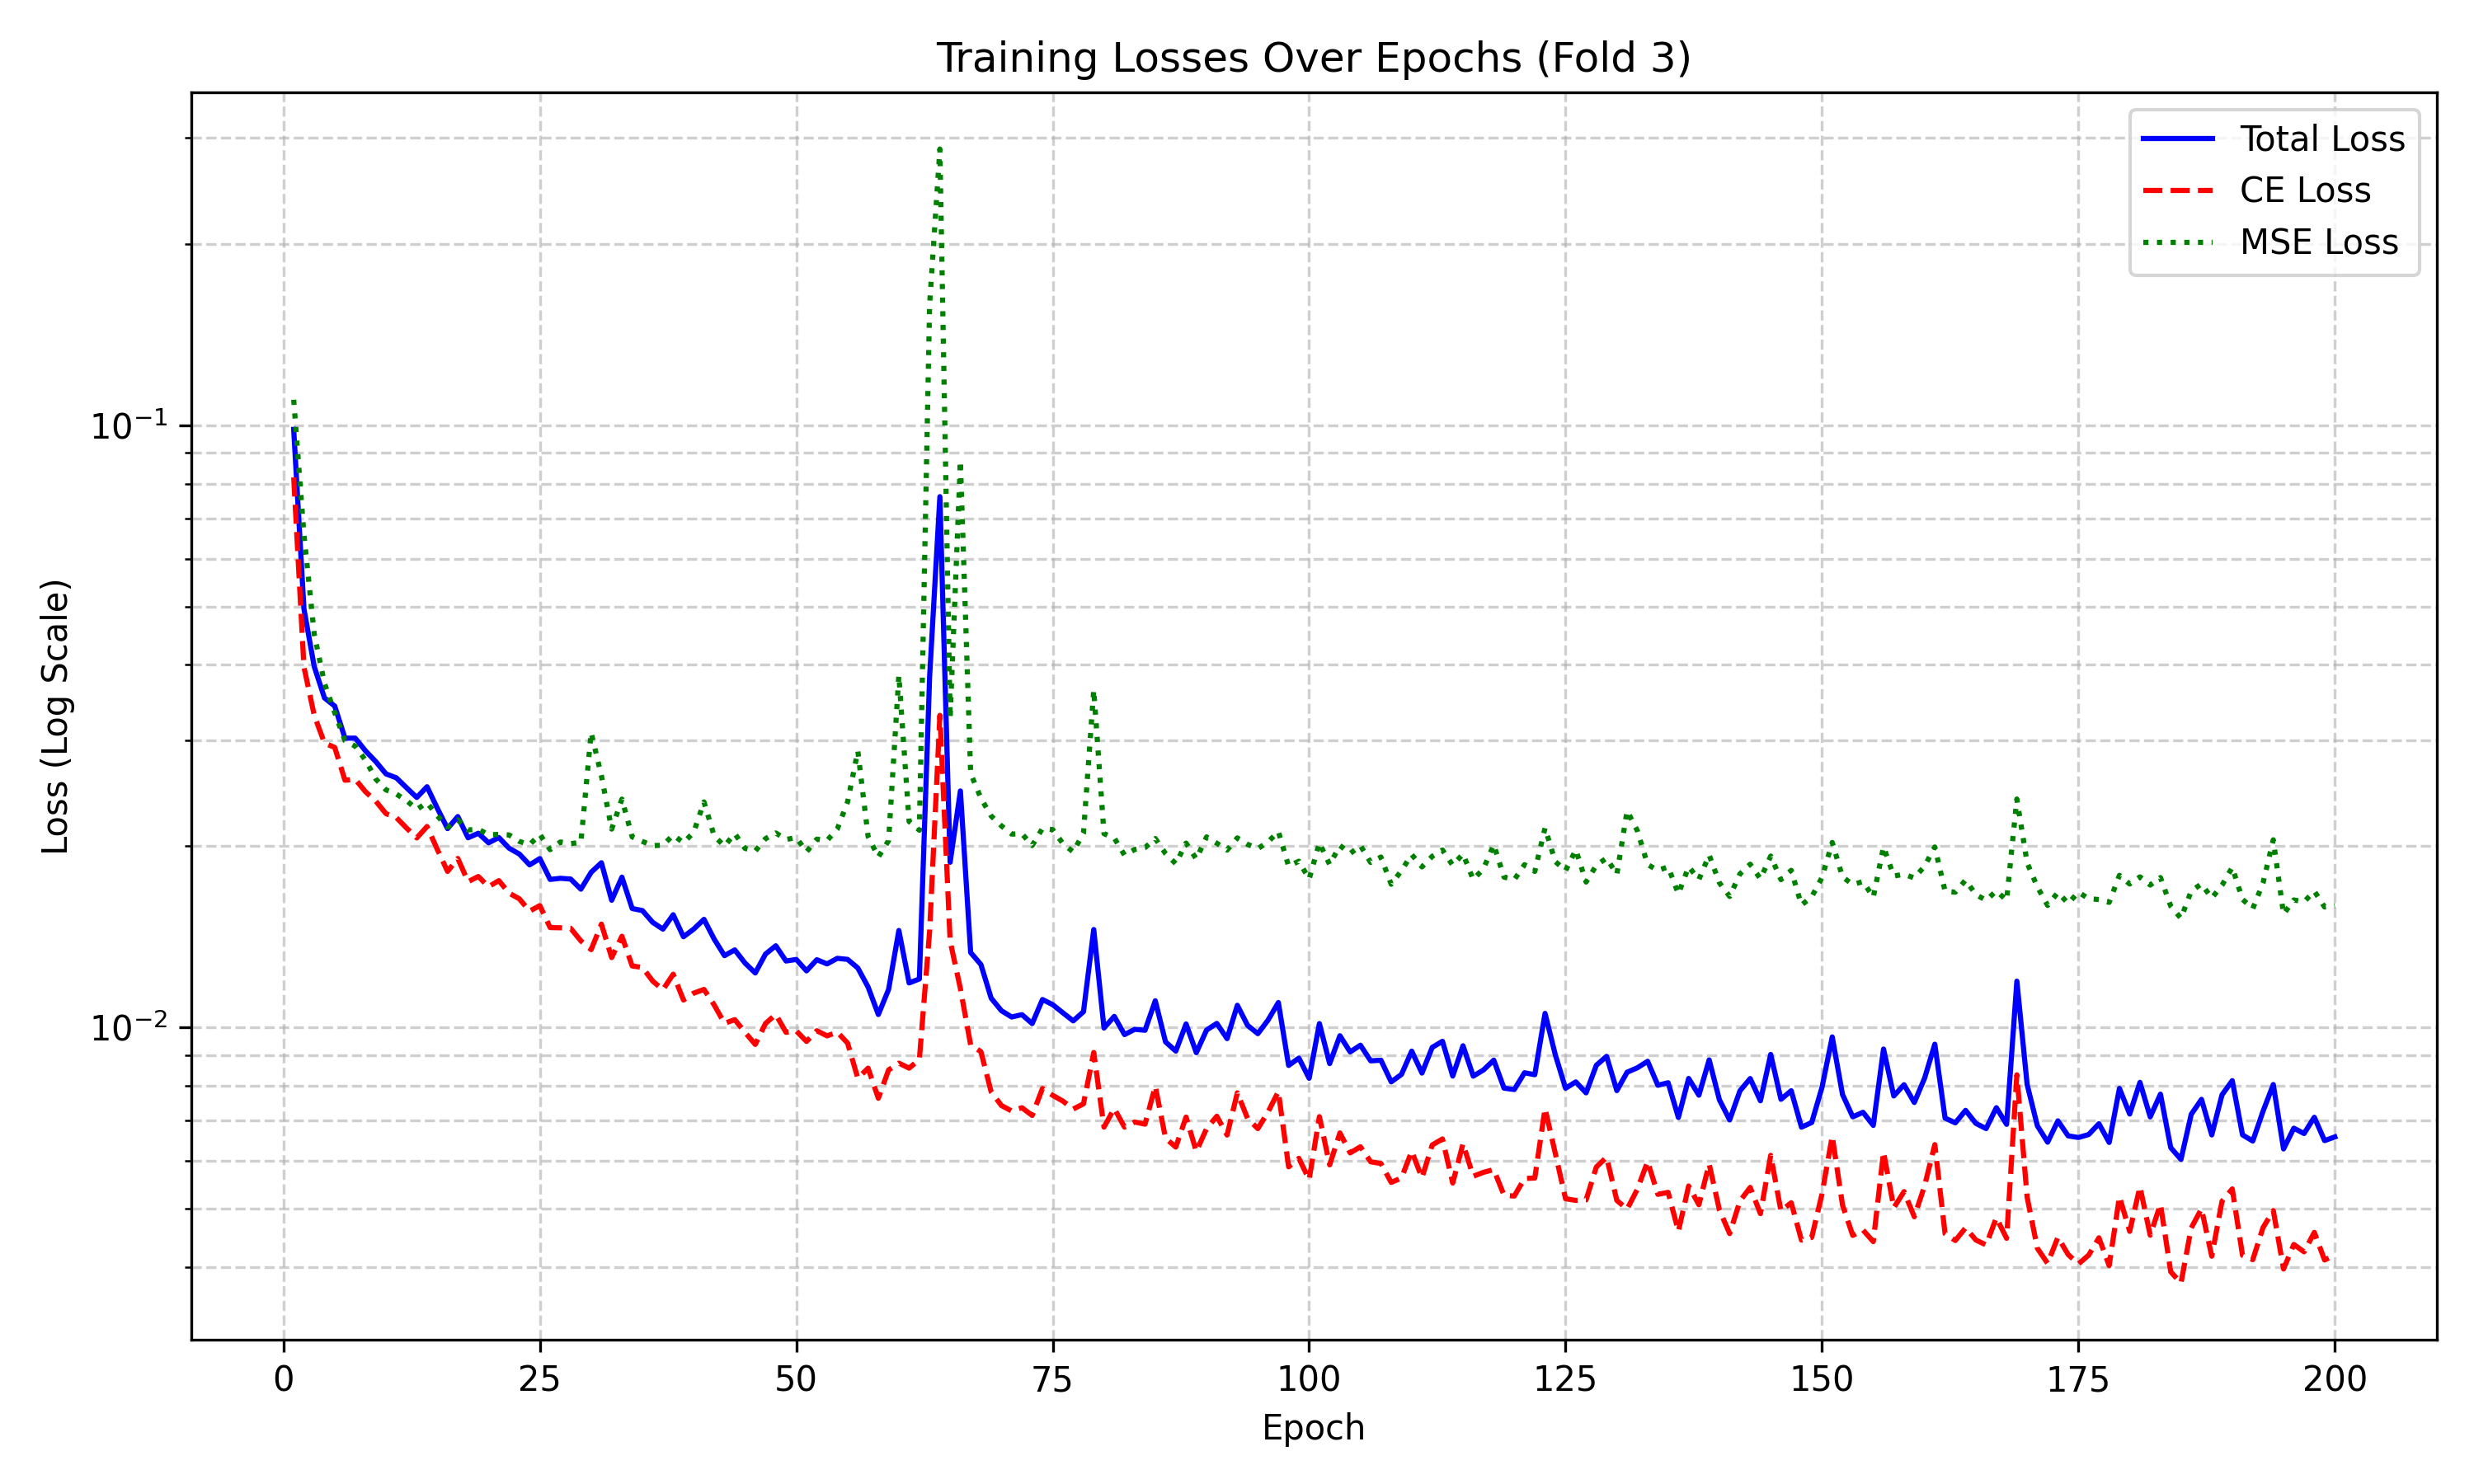 Training Losses Over Epochs (Fold 3)
Total Loss
CE Loss
MSE Loss
Loss (Log Scale)
10⁻¹
10⁻²
0 25 50 75 100 125 150 175 200
Epoch